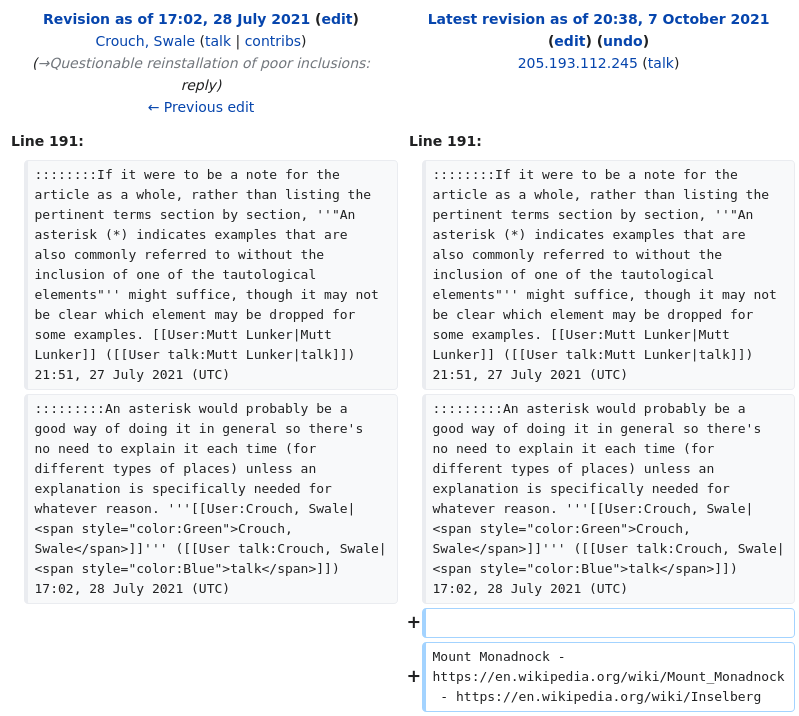 Revision as of 17:02, 28 July 2021 (edit)
Crouch, Swale (talk | contribs)
(→Questionable reinstallation of poor inclusions:
reply)
← Previous edit
Latest revision as of 20:38, 7 October 2021
(edit) (undo)
205.193.112.245 (talk)
Line 191:
Line 191:
::::::::If it were to be a note for the
article as a whole, rather than listing the
pertinent terms section by section, ''"An
asterisk (*) indicates examples that are
also commonly referred to without the
inclusion of one of the tautological
elements"'' might suffice, though it may not
be clear which element may be dropped for
some examples. [[User:Mutt Lunker|Mutt
Lunker]] ([[User talk:Mutt Lunker|talk]])
21:51, 27 July 2021 (UTC)
::::::::If it were to be a note for the
article as a whole, rather than listing the
pertinent terms section by section, ''"An
asterisk (*) indicates examples that are
also commonly referred to without the
inclusion of one of the tautological
elements"'' might suffice, though it may not
be clear which element may be dropped for
some examples. [[User:Mutt Lunker|Mutt
Lunker]] ([[User talk:Mutt Lunker|talk]])
21:51, 27 July 2021 (UTC)
:::::::::An asterisk would probably be a
good way of doing it in general so there's
no need to explain it each time (for
different types of places) unless an
explanation is specifically needed for
whatever reason. '''[[User:Crouch, Swale|
<span style="color:Green">Crouch,
Swale</span>]]''' ([[User talk:Crouch, Swale|
<span style="color:Blue">talk</span>]])
17:02, 28 July 2021 (UTC)
:::::::::An asterisk would probably be a
good way of doing it in general so there's
no need to explain it each time (for
different types of places) unless an
explanation is specifically needed for
whatever reason. '''[[User:Crouch, Swale|
<span style="color:Green">Crouch,
Swale</span>]]''' ([[User talk:Crouch, Swale|
<span style="color:Blue">talk</span>]])
17:02, 28 July 2021 (UTC)
+
+
Mount Monadnock -
https://en.wikipedia.org/wiki/Mount_Monadnock
- https://en.wikipedia.org/wiki/Inselberg